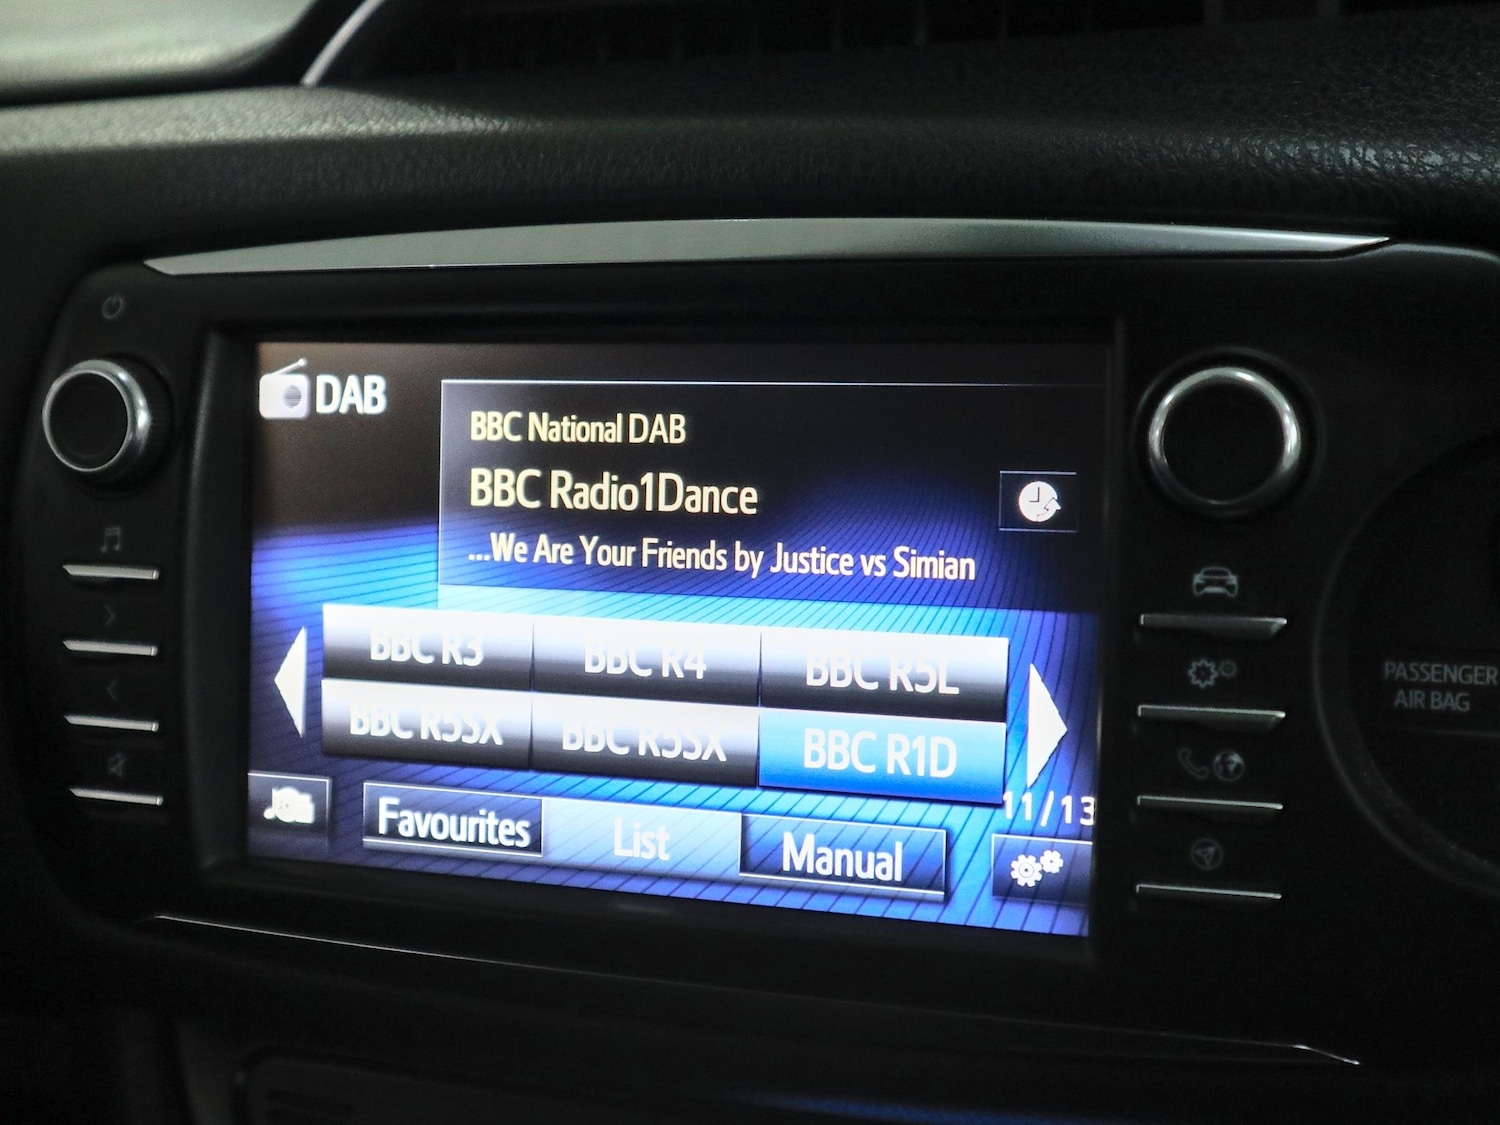 DAB
BBC National DAB
BBC Radio1Dance
...We Are Your Friends by Justice vs Simian
BBC R3 BBC R4 BBC R5L
BBC R5SX BBC R5SX BBC R1D
11/13
Favourites List Manual
PASSENGER
AIR BAG